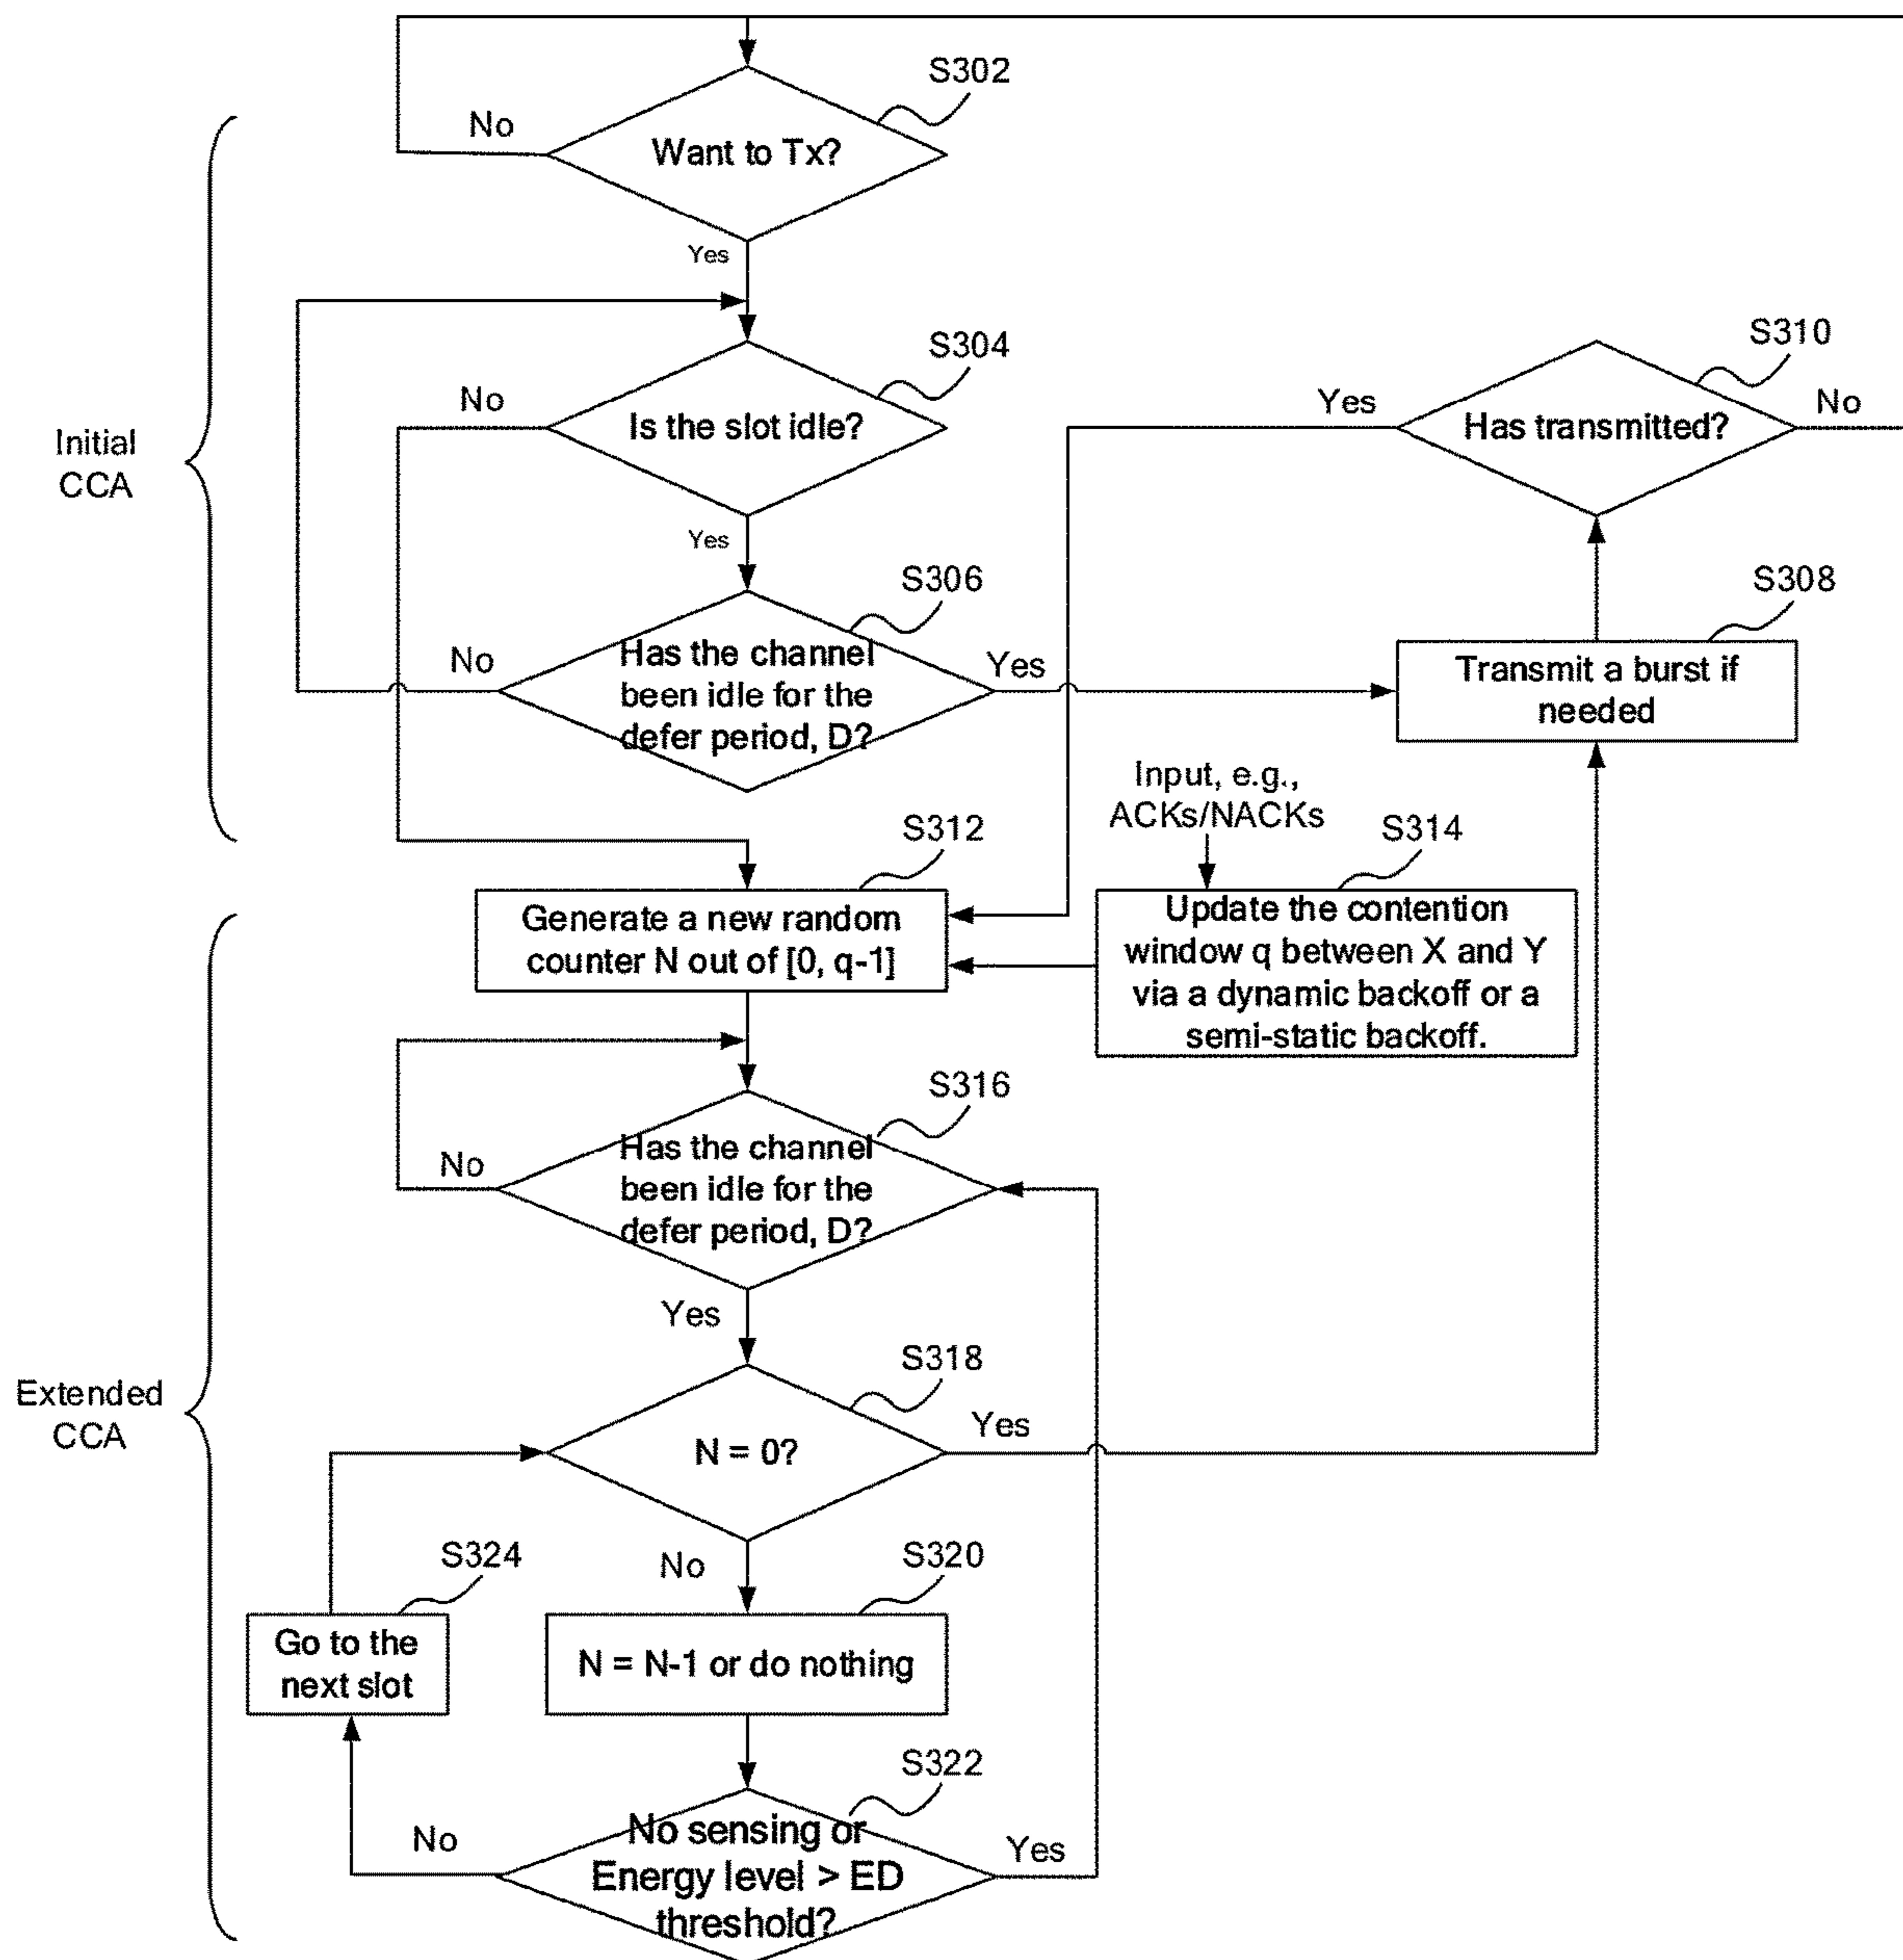 S302
No
Want to Tx?
Yes
S304
No
Is the slot idle?
Yes
S310
Yes
Has transmitted?
No
Initial
CCA
S306
No
Has the channel
been idle for the
defer period, D?
Yes
S308
Transmit a burst if
needed
Input, e.g.,
ACKs/NACKs
S312
Generate a new random
counter N out of [0, q-1]
S314
Update the contention
window q between X and Y
via a dynamic backoff or a
semi-static backoff.
S316
No
Has the channel
been idle for the
defer period, D?
Yes
Extended
CCA
S318
N = 0?
Yes
No
S324
Go to the
next slot
S320
N = N-1 or do nothing
S322
No
No sensing or
Energy level > ED
threshold?
Yes